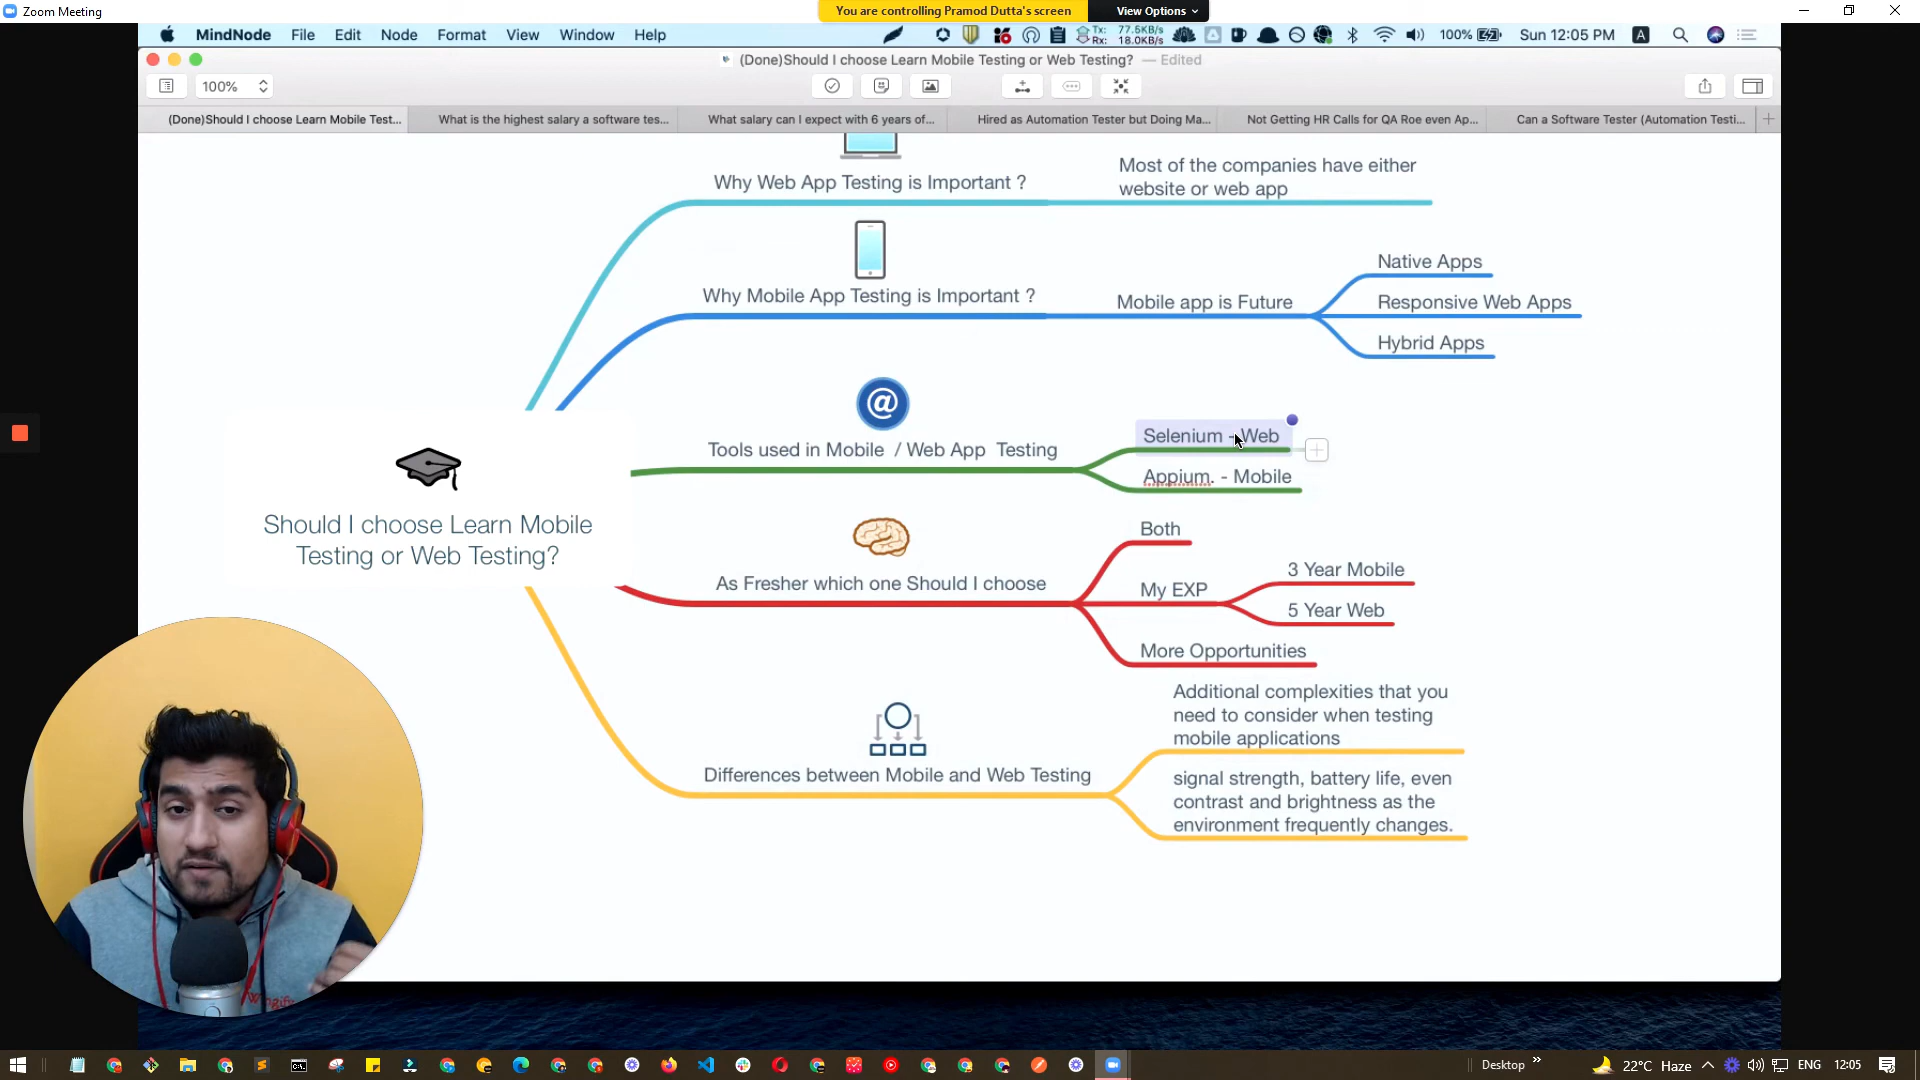 Zoom Meeting
You are controlling Pramod Dutta's screen
View Options
MindNode File Edit Node Format View Window Help
Tx: 77.5KB/s
Rx: 18.0KB/s
100%
Sun 12:05 PM
A
(Done)Should I choose Learn Mobile Testing or Web Testing? — Edited
100%
(Done)Should I choose Learn Mobile Test...
What is the highest salary a software tes...
What salary can I expect with 6 years of...
Hired as Automation Tester but Doing Ma...
Not Getting HR Calls for QA Roe even Ap...
Can a Software Tester (Automation Testi...
Why Web App Testing is Important ?
Most of the companies have either
website or web app
Why Mobile App Testing is Important ?
Mobile app is Future
Native Apps
Responsive Web Apps
Hybrid Apps
@
Tools used in Mobile / Web App Testing
Selenium - Web
Appium. - Mobile
Should I choose Learn Mobile
Testing or Web Testing?
As Fresher which one Should I choose
Both
My EXP
3 Year Mobile
5 Year Web
More Opportunities
Differences between Mobile and Web Testing
Additional complexities that you
need to consider when testing
mobile applications
signal strength, battery life, even
contrast and brightness as the
environment frequently changes.
Desktop
22°C Haze
ENG
12:05